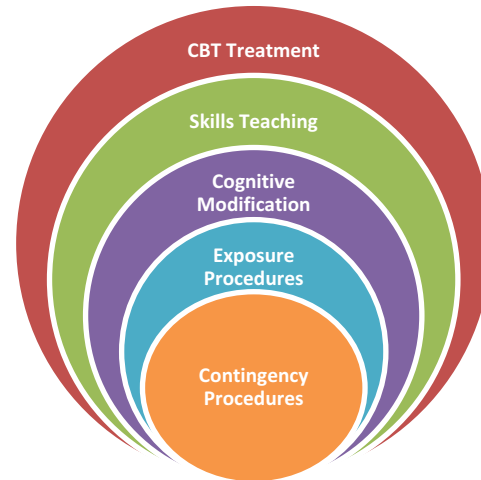 CBT Treatment
Skills Teaching
Cognitive
Modification
Exposure
Procedures
Contingency
Procedures